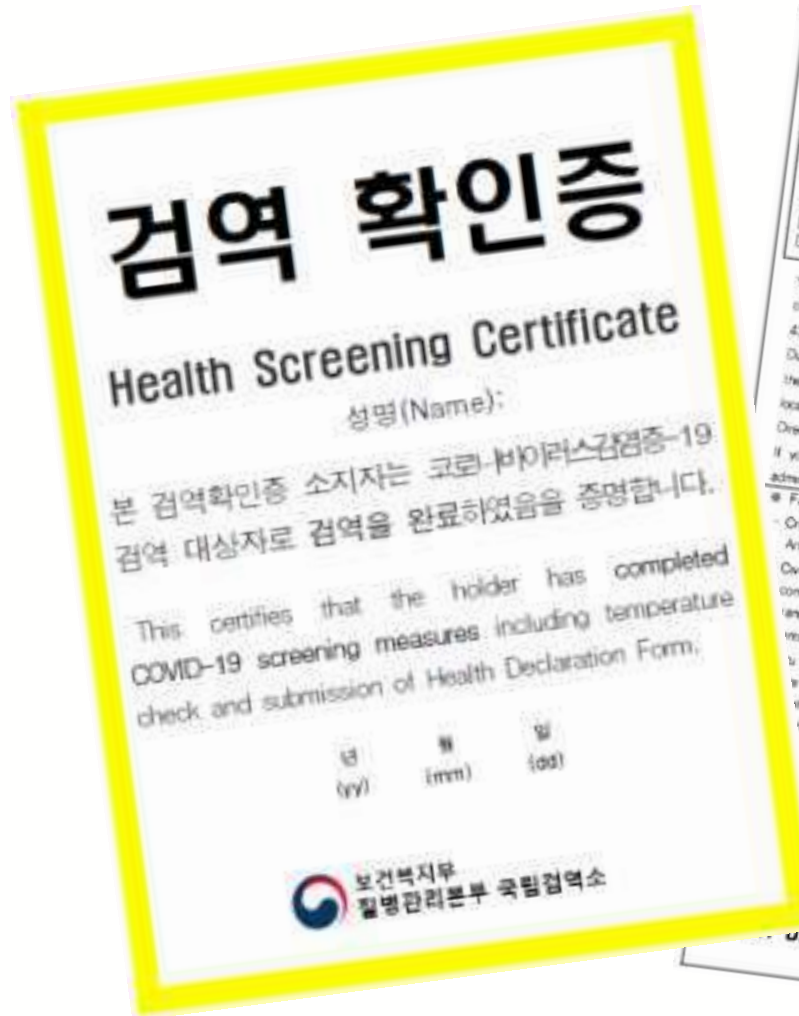 검역 확인증
Health Screening Certificate
성명(Name):
본 검역확인증 소지자는 코로나바이러스감염증-19
검역 대상자로 검역을 완료하였음을 증명합니다.
This certifies that the holder has completed
COVID-19 screening measures including temperature
check and submission of Health Declaration Form.
년 월 일
(yy) (mm) (dd)
보건복지부
질병관리본부 국립검역소